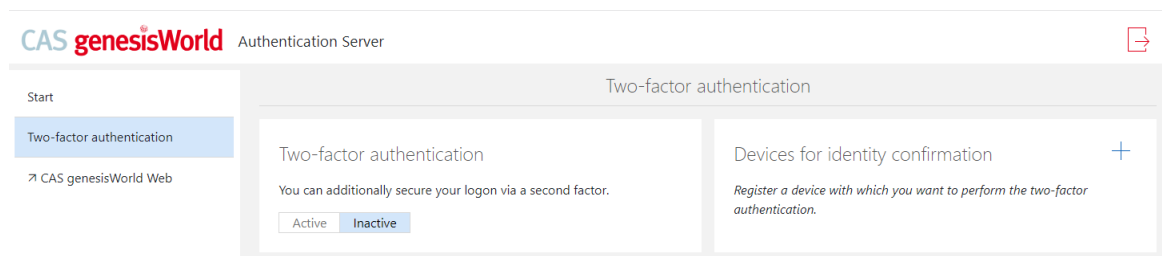 CAS genesisWorld Authentication Server
Start
Two-factor authentication
CAS genesisWorld Web
Two-factor authentication
Two-factor authentication
You can additionally secure your logon via a second factor.
Active Inactive
Devices for identity confirmation
Register a device with which you want to perform the two-factor
authentication.